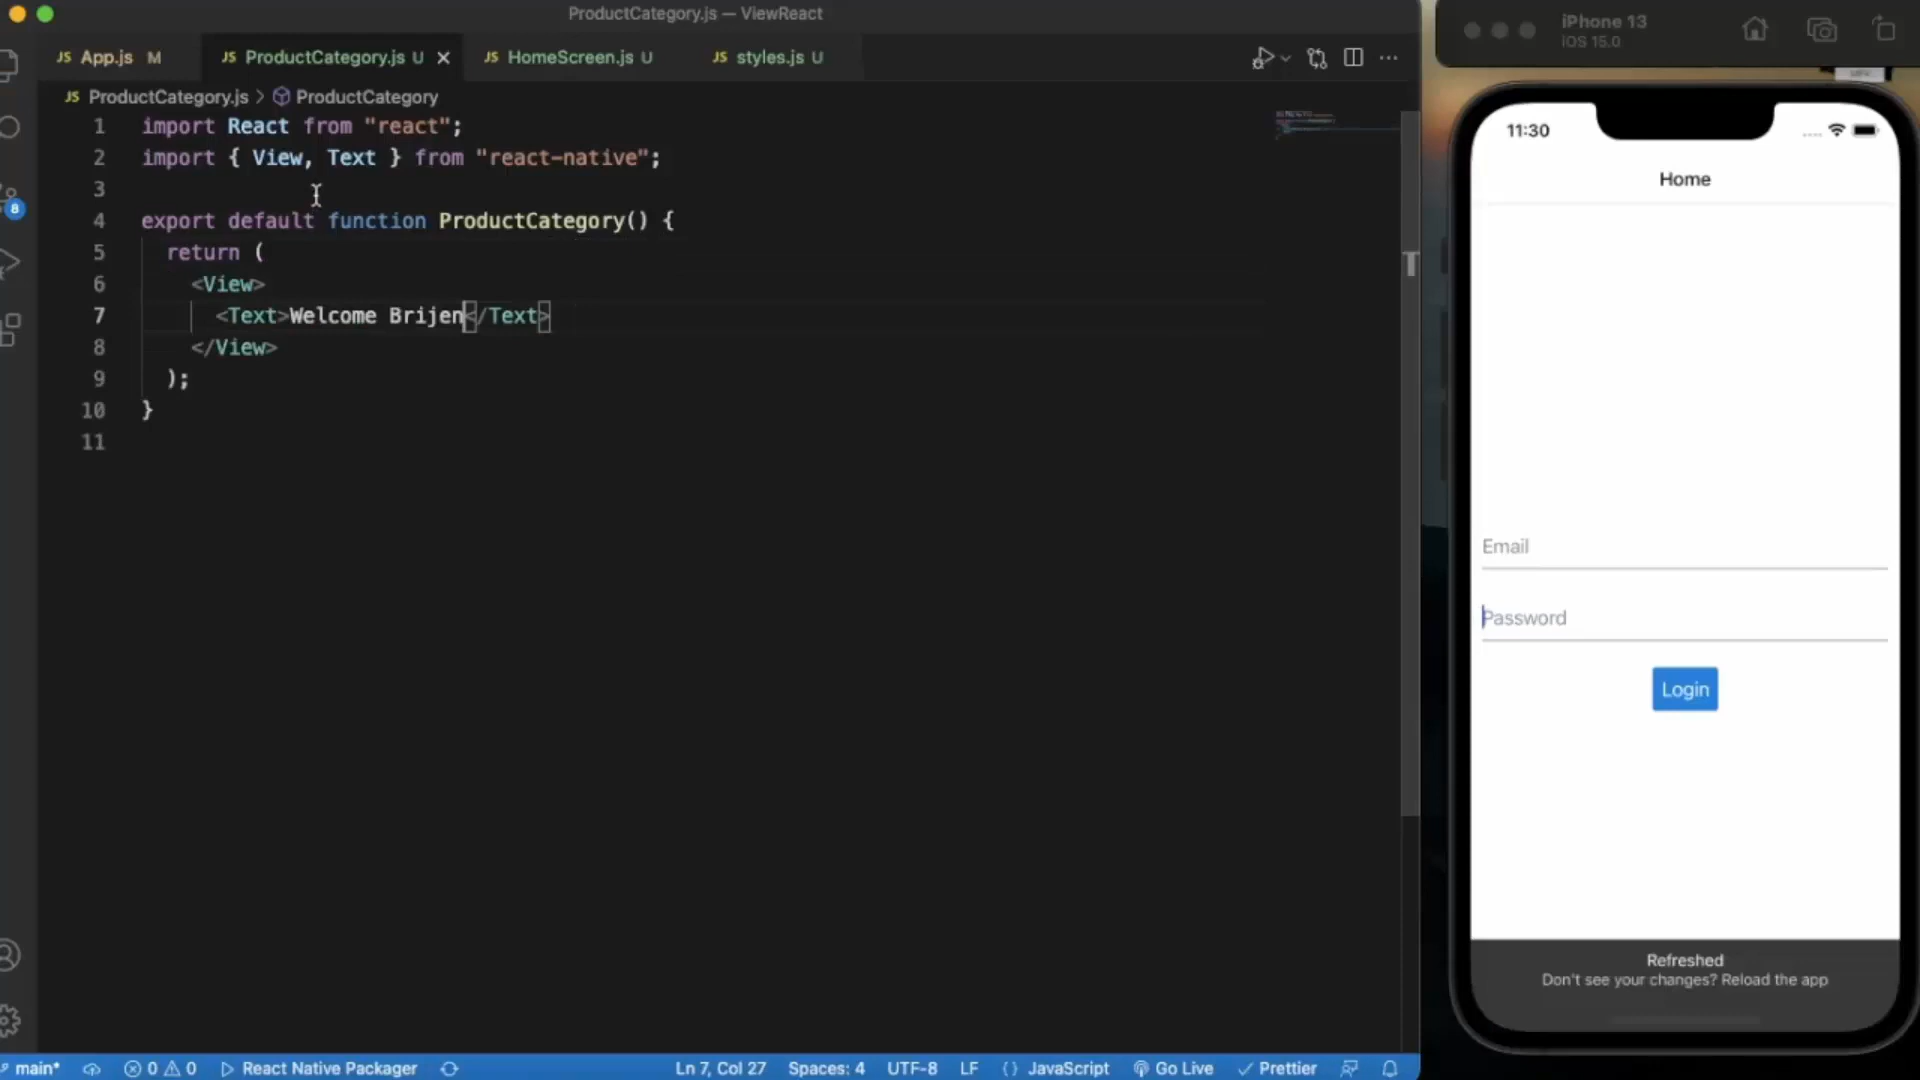 ProductCategory.js — ViewReact
JS App.js M
JS ProductCategory.js U
JS HomeScreen.js U
JS styles.js U
JS ProductCategory.js > ProductCategory
1 import React from "react";
2 import { View, Text } from "react-native";
3
4 export default function ProductCategory() {
5 return (
6 <View>
7 <Text>Welcome Brijen</Text>
8 </View>
9 );
10 }
11
8
T
main*
0
0
React Native Packager
Ln 7, Col 27
Spaces: 4
UTF-8
LF
{ } JavaScript
Go Live
Prettier
iPhone 13
iOS 15.0
11:30
Home
Email
Password
Login
Refreshed
Don't see your changes? Reload the app